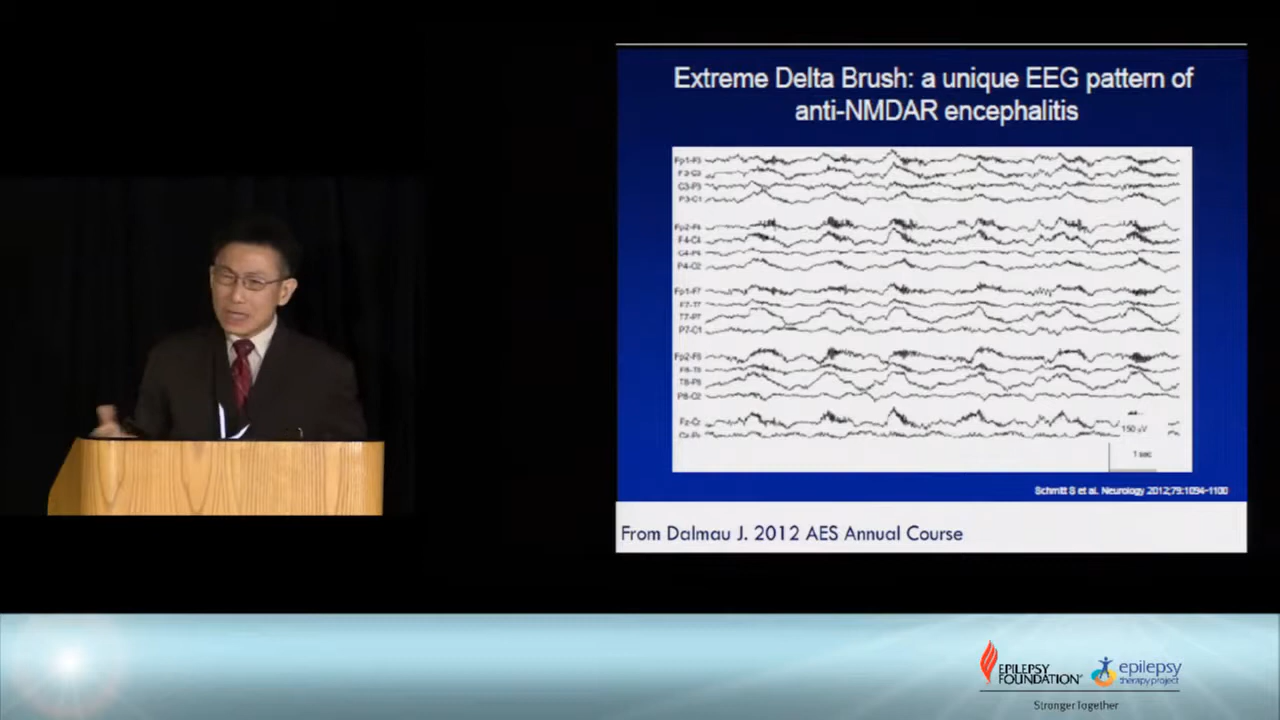 Extreme Delta Brush: a unique EEG pattern of
anti-NMDAR encephalitis
Fp1-F3
F3-C3
C3-P3
P3-O1
Fp2-F4
F4-C4
C4-P4
P4-O2
Fp1-F7
F7-T7
T7-P7
P7-O1
Fp2-F8
F8-T8
T8-P8
P8-O2
Fz-Cz
Cz-Pz
150 uV
1 sec
Schmitt S et al. Neurology 2012;79:1094-1100
From Dalmau J. 2012 AES Annual Course
EPILEPSY
FOUNDATION
epilepsy
therapy project
Stronger Together